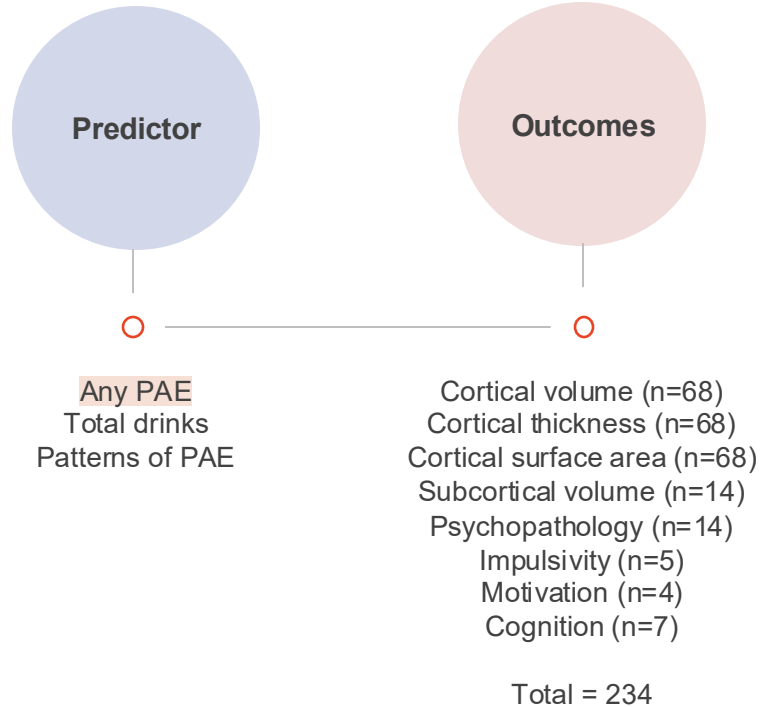 Predictor
Outcomes
Any PAE
Total drinks
Patterns of PAE
Cortical volume (n=68)
Cortical thickness (n=68)
Cortical surface area (n=68)
Subcortical volume (n=14)
Psychopathology (n=14)
Impulsivity (n=5)
Motivation (n=4)
Cognition (n=7)
Total = 234